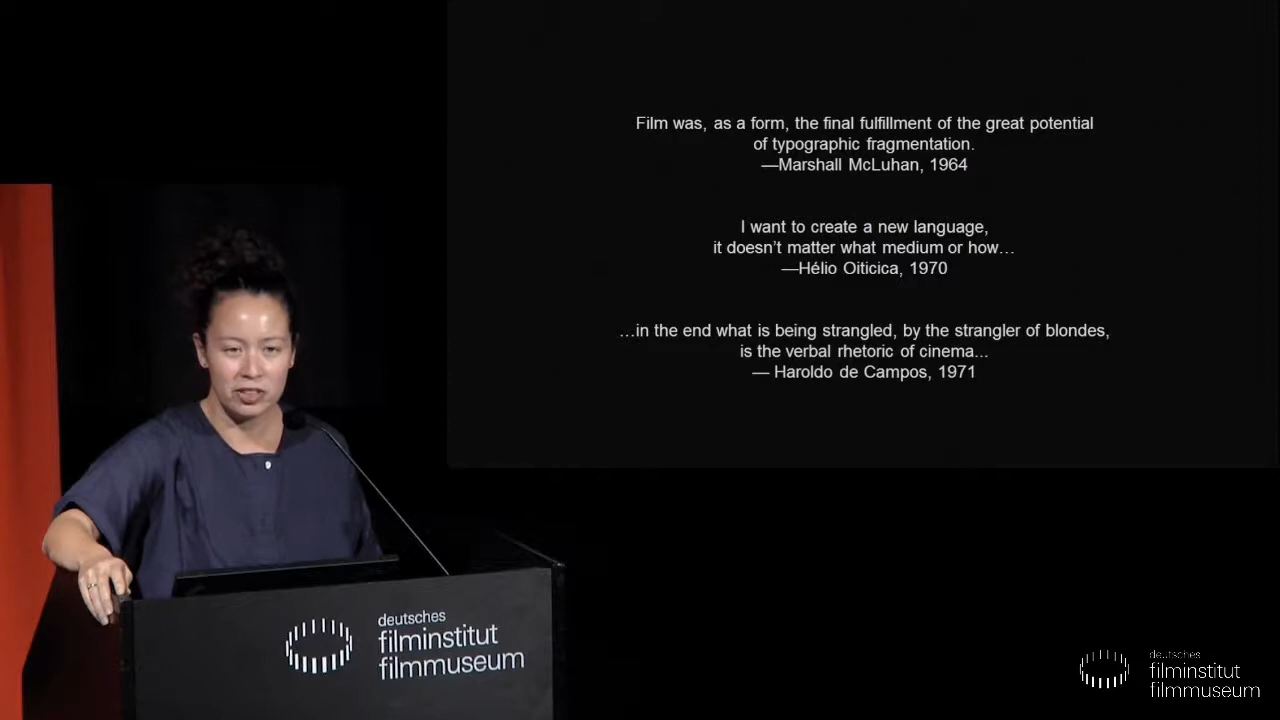 Film was, as a form, the final fulfillment of the great potential
of typographic fragmentation.
—Marshall McLuhan, 1964
I want to create a new language,
it doesn’t matter what medium or how…
—Hélio Oiticica, 1970
…in the end what is being strangled, by the strangler of blondes,
is the verbal rhetoric of cinema...
— Haroldo de Campos, 1971
deutsches
filminstitut
filmmuseum
deutsches
filminstitut
filmmuseum